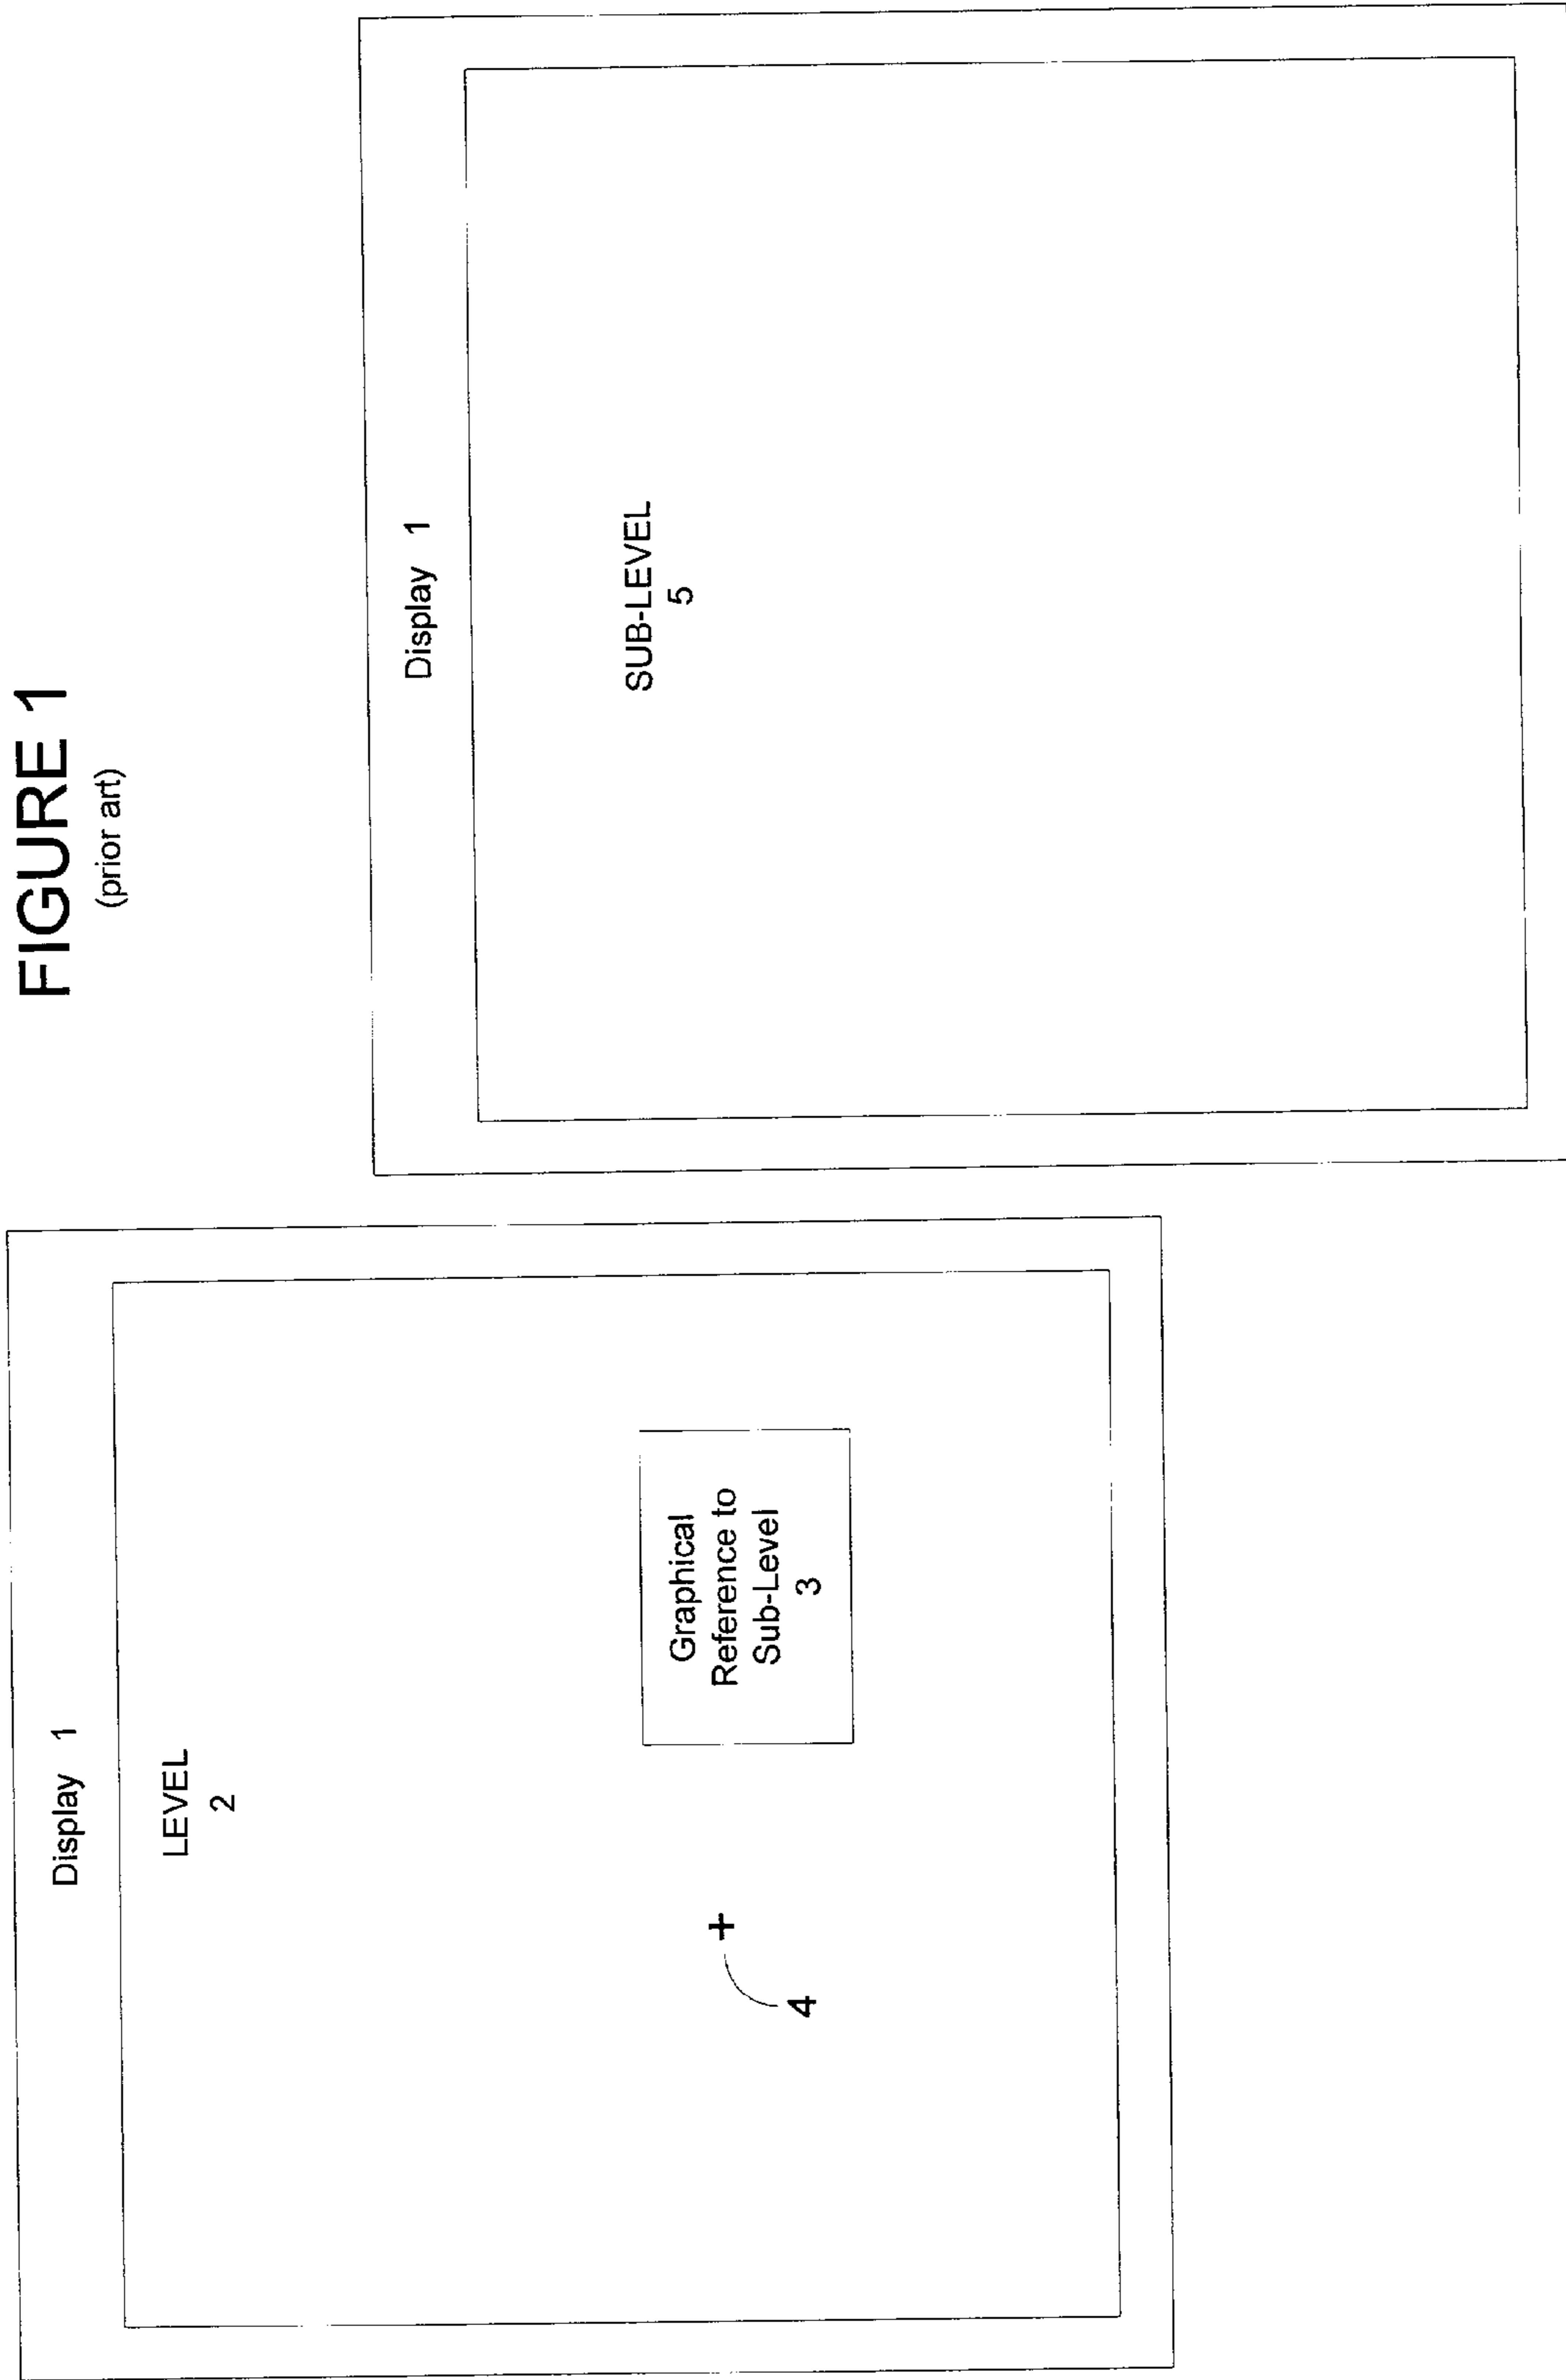 FIGURE 1
(prior art)
Display 1
LEVEL
2
Graphical
Reference to
Sub-Level
3
4
Display 1
SUB-LEVEL
5